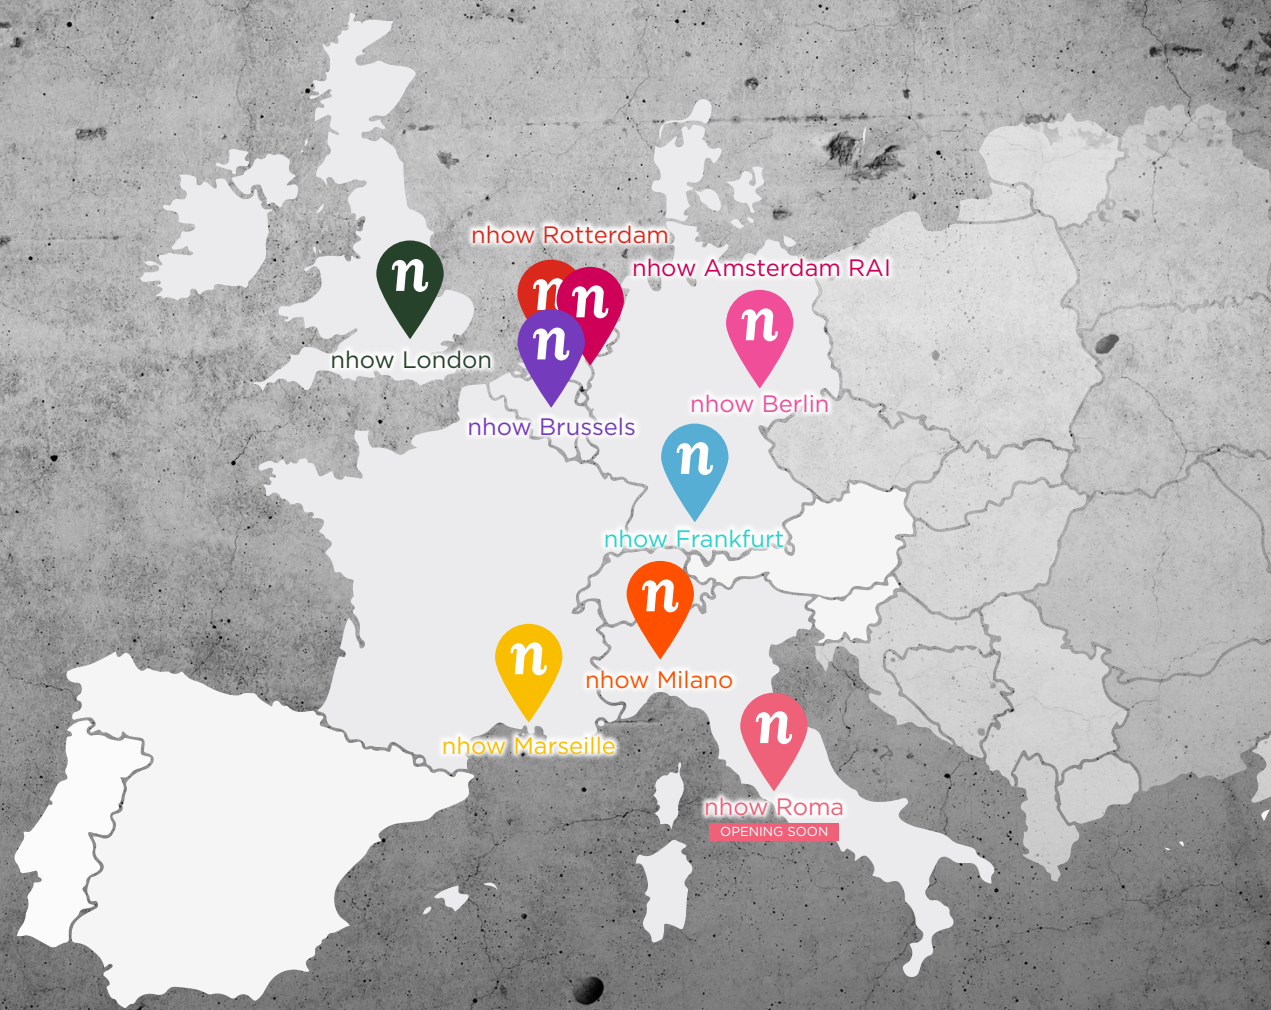 nhow Rotterdam
nhow Amsterdam RAI
n
n
n
n
n
nhow London
nhow Berlin
nhow Brussels
n
nhow Frankfurt
n
n
nhow Milano
n
nhow Marseille
nhow Roma
OPENING SOON